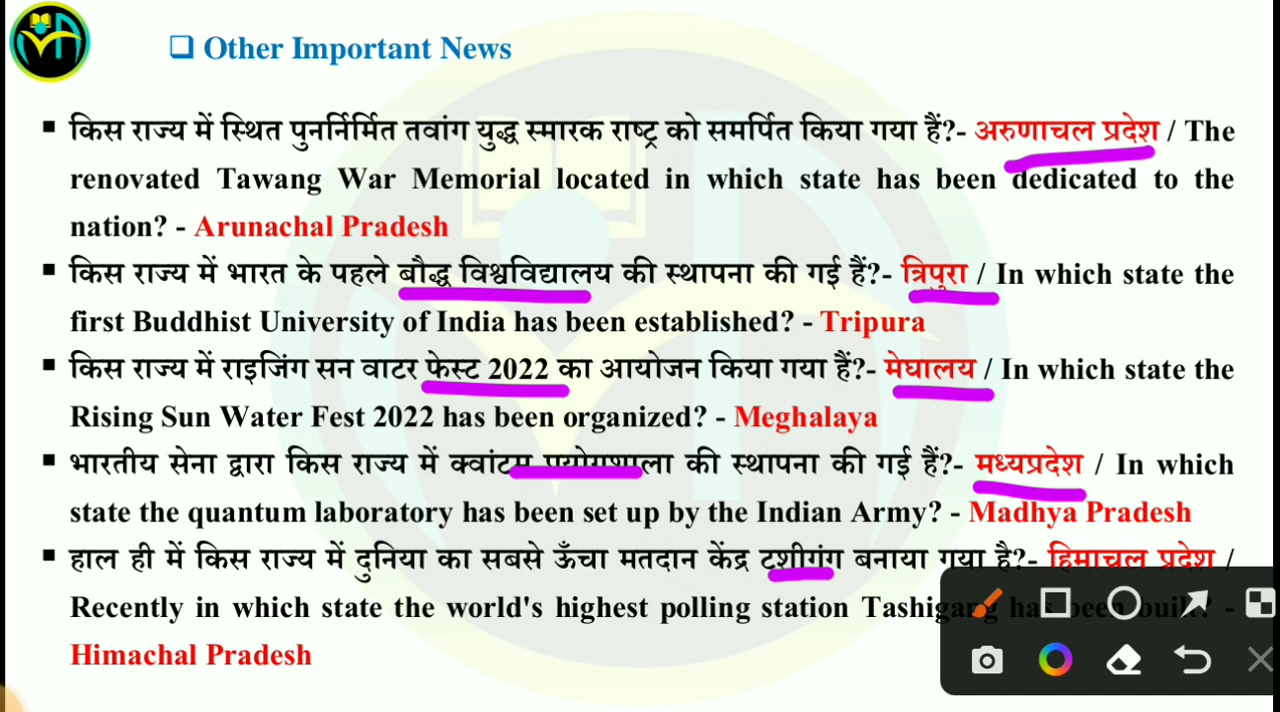 Other Important News
किस राज्य में स्थित पुनर्निर्मित तवांग युद्ध स्मारक राष्ट्र को समर्पित किया गया हैं?- अरुणाचल प्रदेश / The
renovated Tawang War Memorial located in which state has been dedicated to the
nation? - Arunachal Pradesh
किस राज्य में भारत के पहले बौद्ध विश्वविद्यालय की स्थापना की गई हैं?- त्रिपुरा / In which state the
first Buddhist University of India has been established? - Tripura
किस राज्य में राइजिंग सन वाटर फेस्ट 2022 का आयोजन किया गया हैं?- मेघालय / In which state the
Rising Sun Water Fest 2022 has been organized? - Meghalaya
भारतीय सेना द्वारा किस राज्य में क्वांटम प्रयोगशाला की स्थापना की गई हैं?- मध्यप्रदेश / In which
state the quantum laboratory has been set up by the Indian Army? - Madhya Pradesh
हाल ही में किस राज्य में दुनिया का सबसे ऊँचा मतदान केंद्र टशीगंग बनाया गया है?- हिमाचल प्रदेश /
Recently in which state the world's highest polling station Tashigang has been built? -
Himachal Pradesh